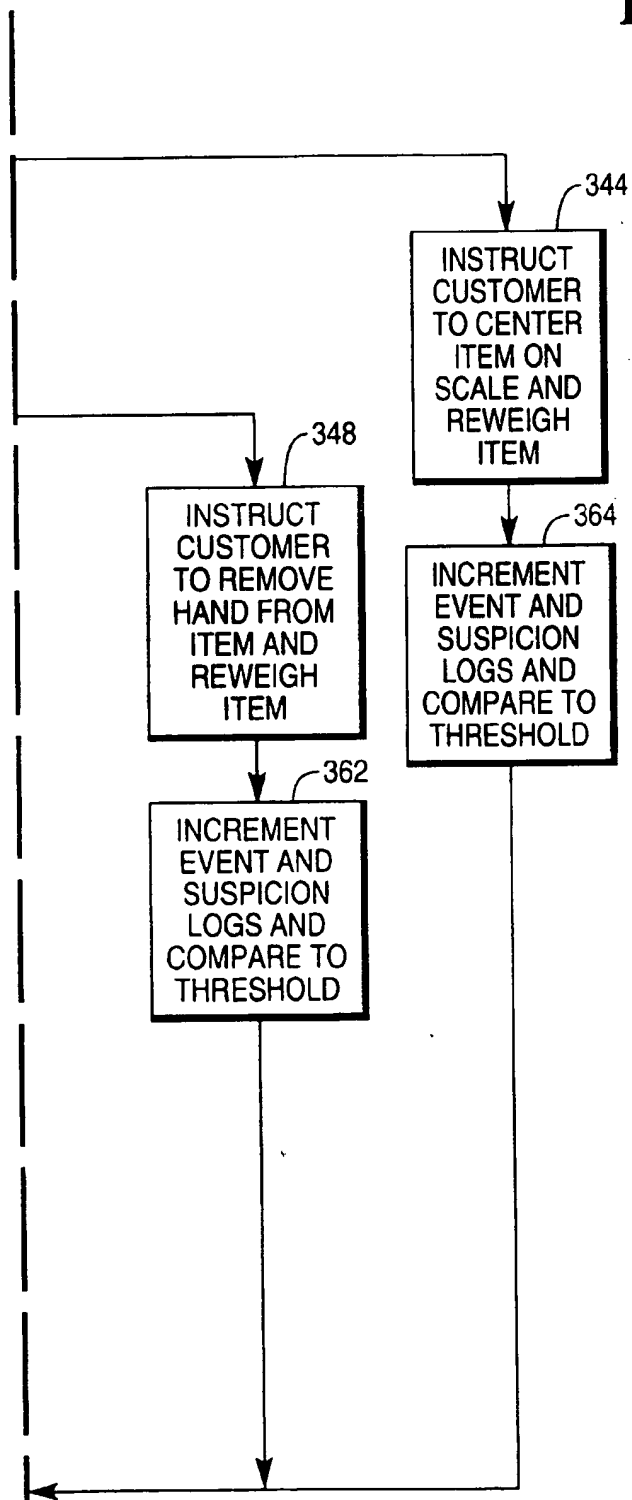 344
INSTRUCT
CUSTOMER
TO CENTER
ITEM ON
SCALE AND
REWEIGH
ITEM
348
INSTRUCT
CUSTOMER
TO REMOVE
HAND FROM
ITEM AND
REWEIGH
ITEM
364
INCREMENT
EVENT AND
SUSPICION
LOGS AND
COMPARE TO
THRESHOLD
362
INCREMENT
EVENT AND
SUSPICION
LOGS AND
COMPARE TO
THRESHOLD